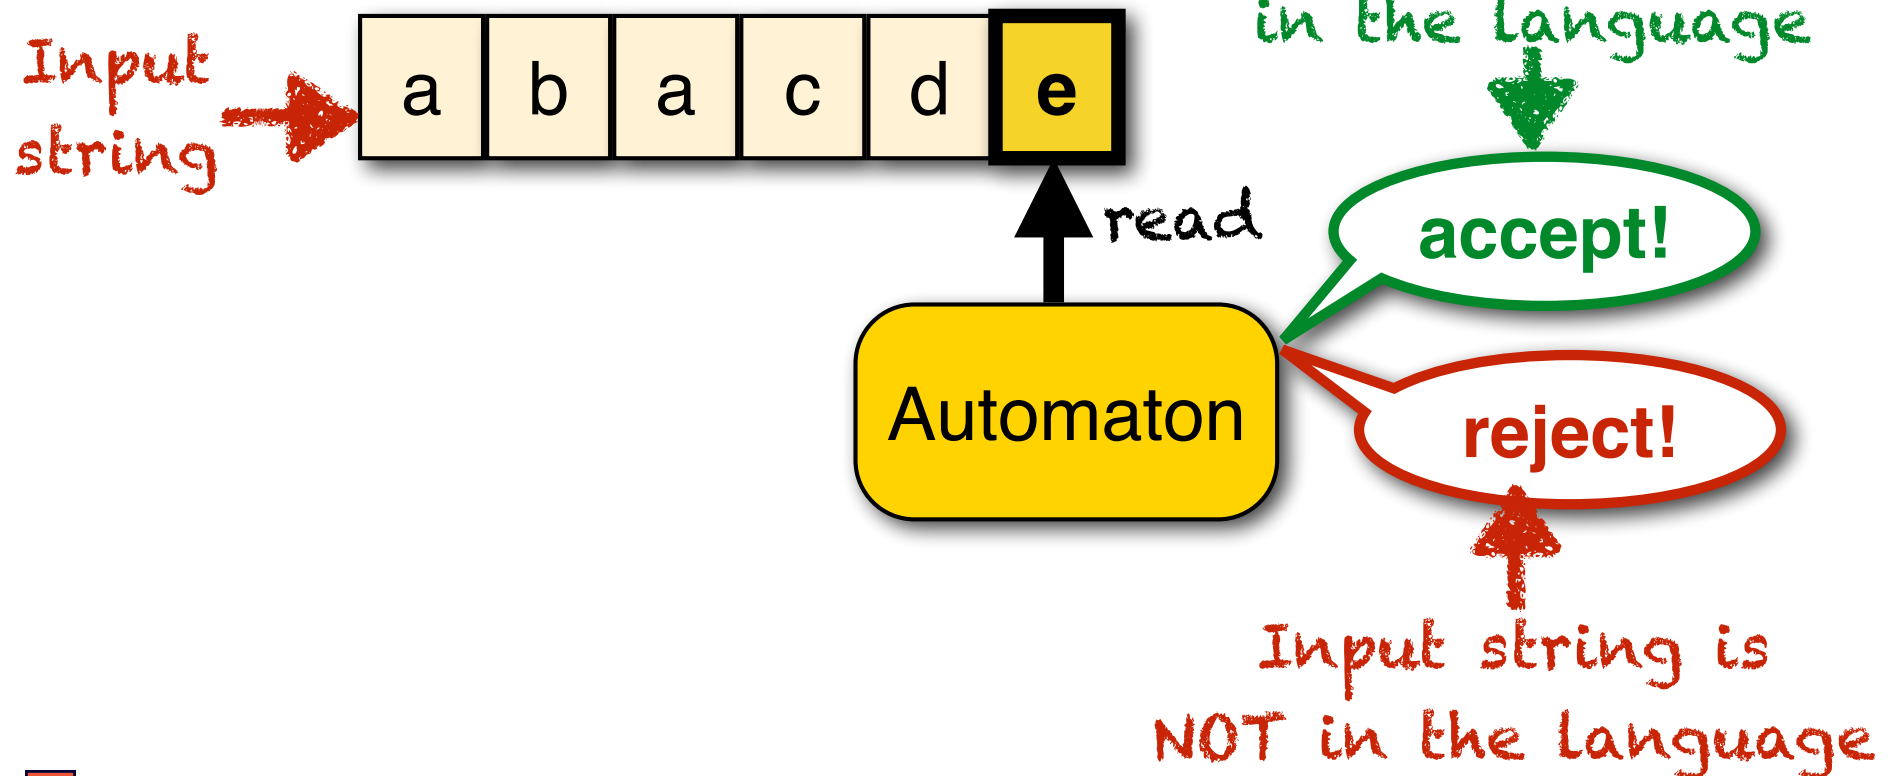 in the language
Input
string
a b a c d e
read
accept!
Automaton
reject!
Input string is
NOT in the language